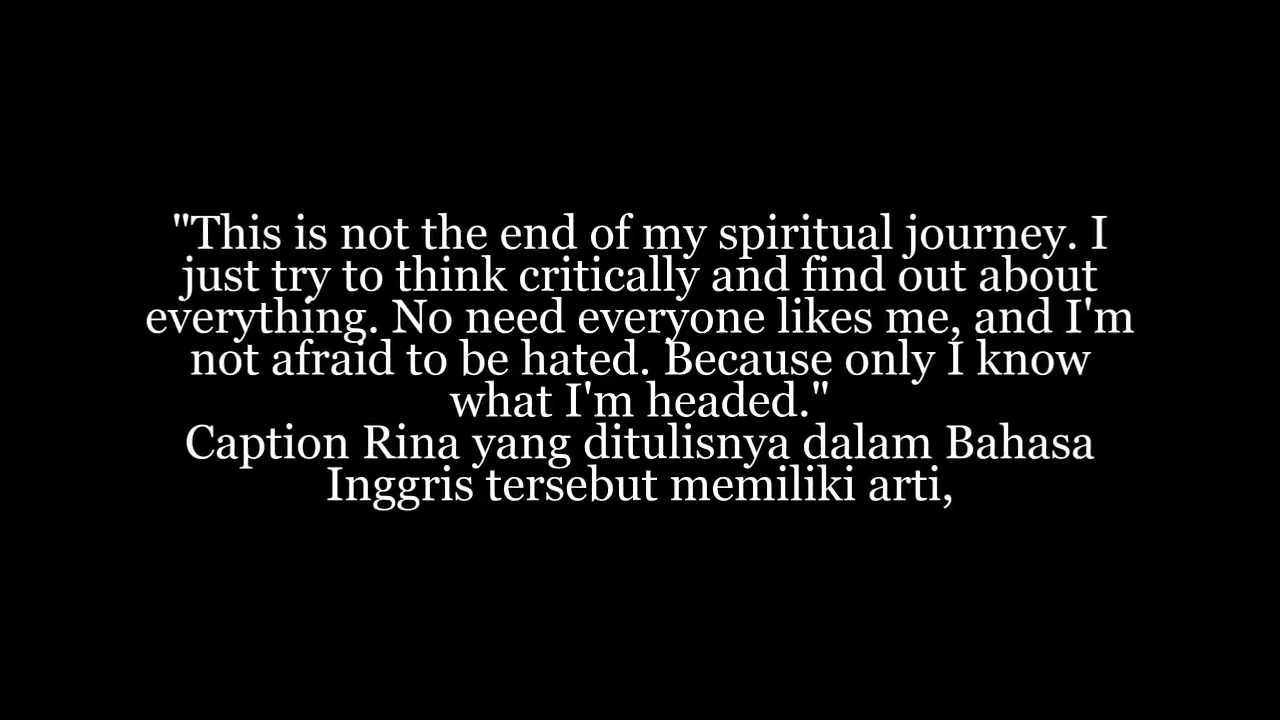 "This is not the end of my spiritual journey. I
just try to think critically and find out about
everything. No need everyone likes me, and I'm
not afraid to be hated. Because only I know
what I'm headed."
Caption Rina yang ditulisnya dalam Bahasa
Inggris tersebut memiliki arti,